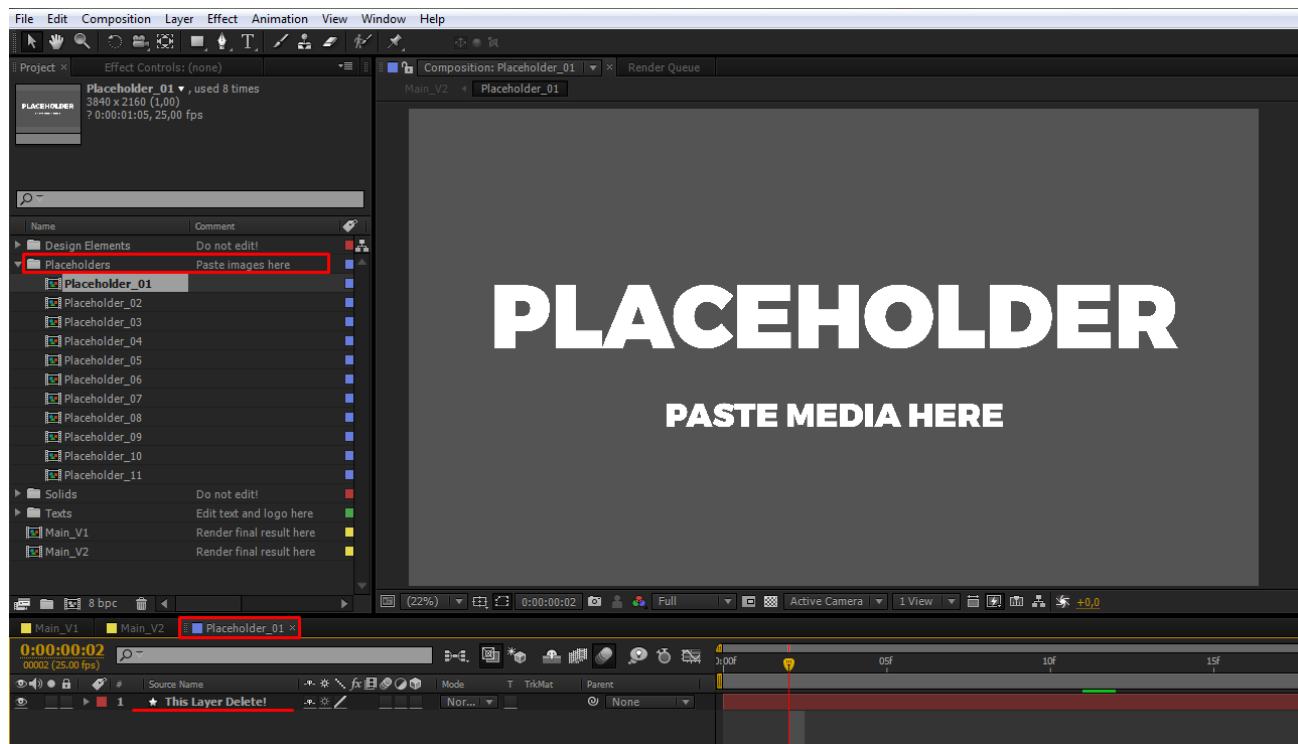 File Edit Composition Layer Effect Animation View Window Help
Project × Effect Controls: (none)
Composition: Placeholder_01 × Render Queue
Main_V2 Placeholder_01
Placeholder_01 , used 8 times
3840 x 2160 (1,00)
? 0:00:01:05, 25,00 fps
PLACEHOLDER
Name Comment
Design Elements Do not edit!
Placeholders Paste images here
Placeholder_01
Placeholder_02
Placeholder_03
Placeholder_04
Placeholder_05
Placeholder_06
Placeholder_07
Placeholder_08
Placeholder_09
Placeholder_10
Placeholder_11
Solids Do not edit!
Texts Edit text and logo here
Main_V1 Render final result here
Main_V2 Render final result here
8 bpc
PLACEHOLDER
PASTE MEDIA HERE
(22%) 0:00:00:02 Full Active Camera 1 View +0,0
Main_V1 Main_V2 Placeholder_01 ×
0:00:00:02
00002 (25.00 fps)
05f 10f 15f
# Source Name fx Mode T TrkMat Parent
1 This Layer Delete! Nor... None